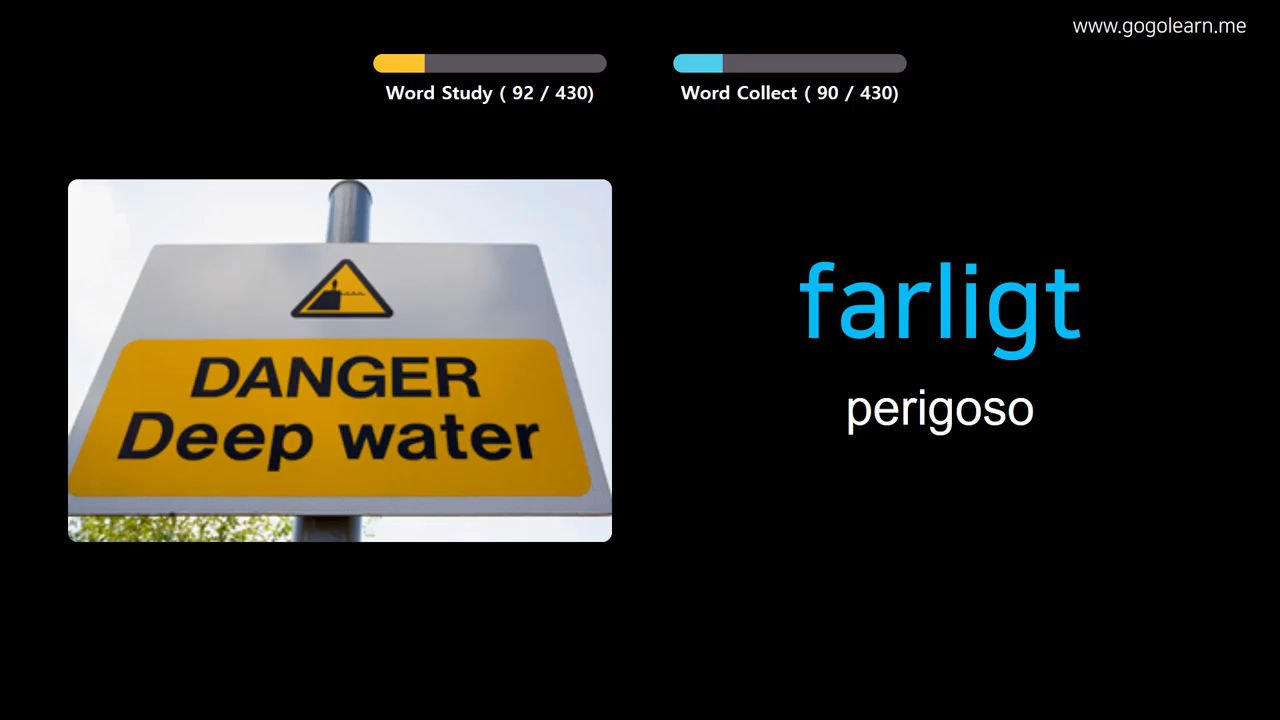 www.gogolearn.me
Word Study ( 92 / 430)
Word Collect ( 90 / 430)
DANGER
Deep water
farligt
perigoso